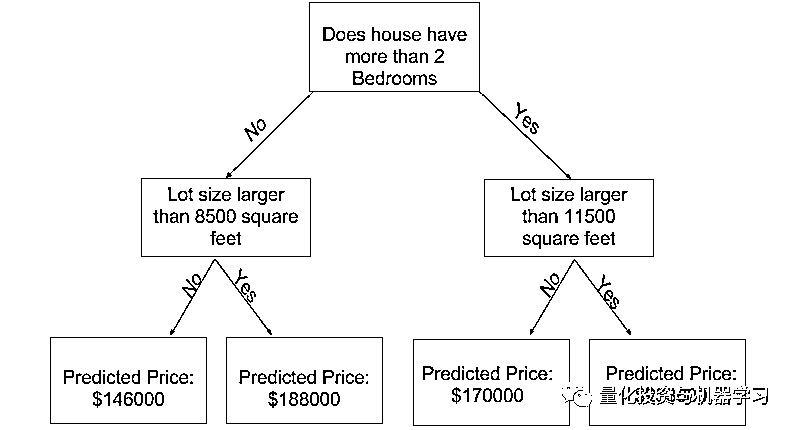 Does house have
more than 2
Bedrooms
No
Yes
Lot size larger
than 8500 square
feet
Lot size larger
than 11500
square feet
No
Yes
No
Yes
Predicted Price:
$146000
Predicted Price:
$188000
Predicted Price:
$170000
Predicted Price:
量化投资与机器学习